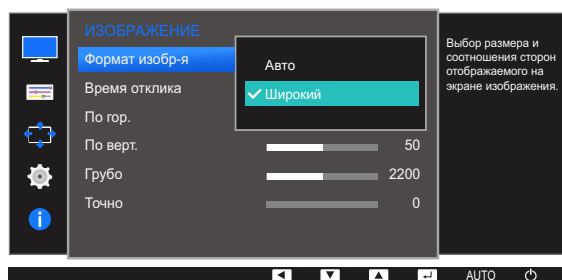 ИЗОБРАЖЕНИЕ
Формат изобр-я
Авто
Широкий
Время отклика
По гор.
По верт.
50
Грубо
2200
Точно
0
Выбор размера и
соотношения сторон
отображаемого на
экране изображения.
AUTO